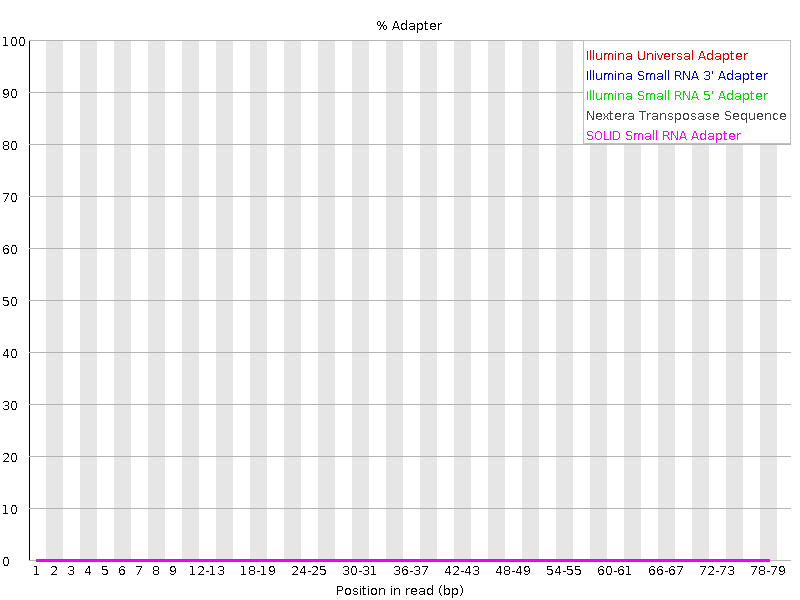 % Adapter
100
90
80
70
60
50
40
30
20
10
0
Illumina Universal Adapter
Illumina Small RNA 3' Adapter
Illumina Small RNA 5' Adapter
Nextera Transposase Sequence
SOLID Small RNA Adapter
1 2 3 4 5 6 7 8 9 12-13 18-19 24-25 30-31 36-37 42-43 48-49 54-55 60-61 66-67 72-73 78-79
Position in read (bp)